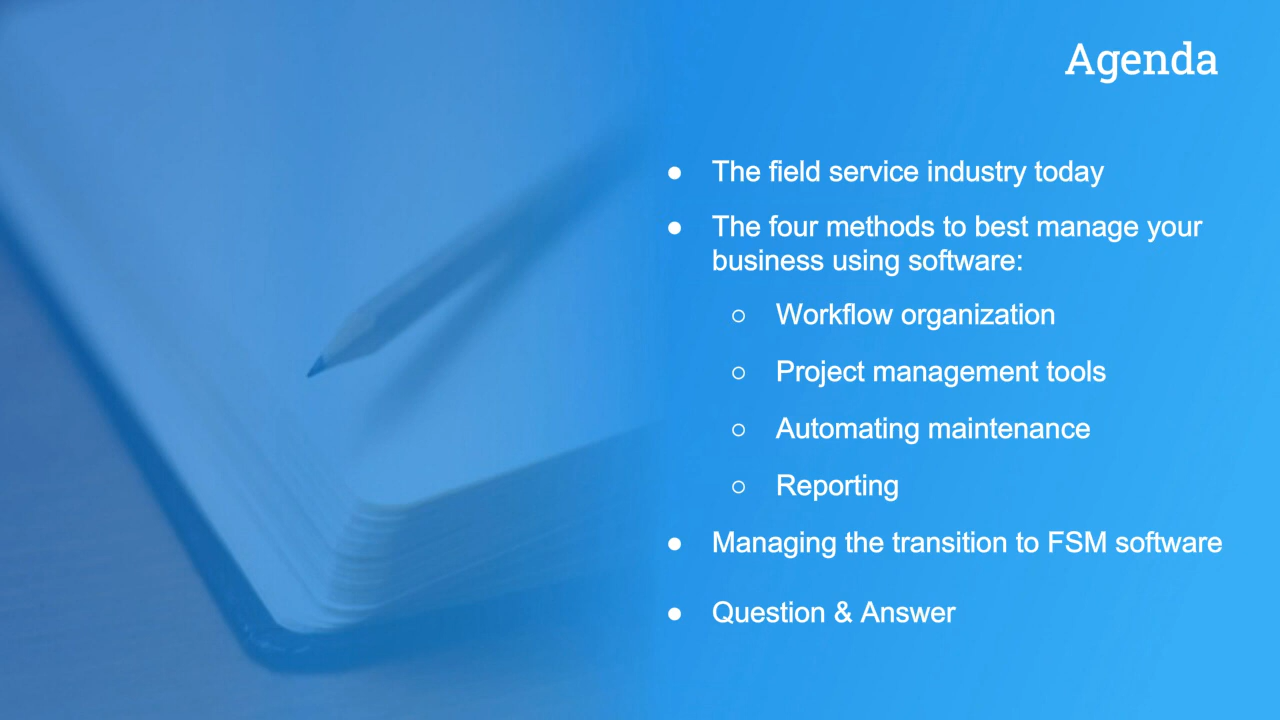 Agenda
● The field service industry today
● The four methods to best manage your
business using software:
○ Workflow organization
○ Project management tools
○ Automating maintenance
○ Reporting
● Managing the transition to FSM software
● Question & Answer